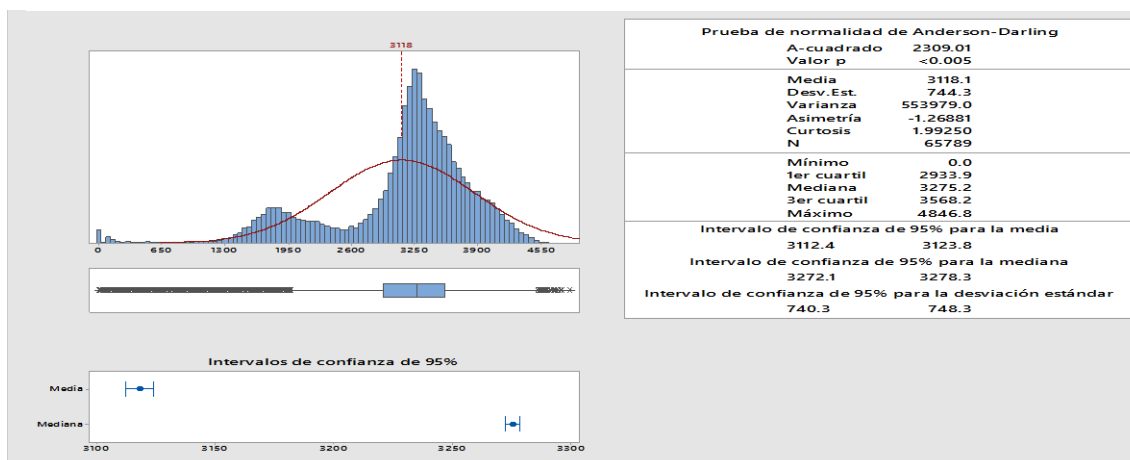 3118
0 650 1300 1950 2600 3250 3900 4550
Prueba de normalidad de Anderson-Darling
A-cuadrado 2309.01
Valor p <0.005
Media 3118.1
Desv.Est. 744.3
Varianza 553979.0
Asimetría -1.26881
Curtosis 1.99250
N 65789
Mínimo 0.0
1er cuartil 2933.9
Mediana 3275.2
3er cuartil 3568.2
Máximo 4846.8
Intervalo de confianza de 95% para la media
3112.4 3123.8
Intervalo de confianza de 95% para la mediana
3272.1 3278.3
Intervalo de confianza de 95% para la desviación estándar
740.3 748.3
Intervalos de confianza de 95%
Media
Mediana
3100 3150 3200 3250 3300